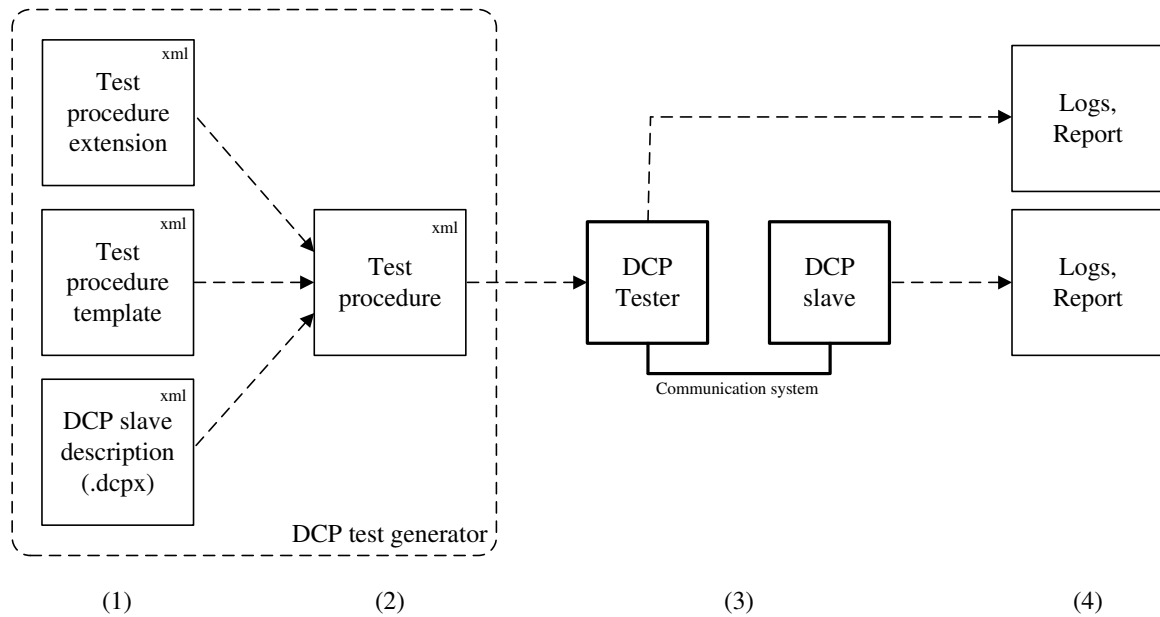 xml
Test
procedure
extension
xml
Test
procedure
template
xml
DCP slave
description
(.dcpx)
xml
Test
procedure
DCP test generator
DCP
Tester
DCP
slave
Communication system
Logs,
Report
Logs,
Report
(1)
(2)
(3)
(4)